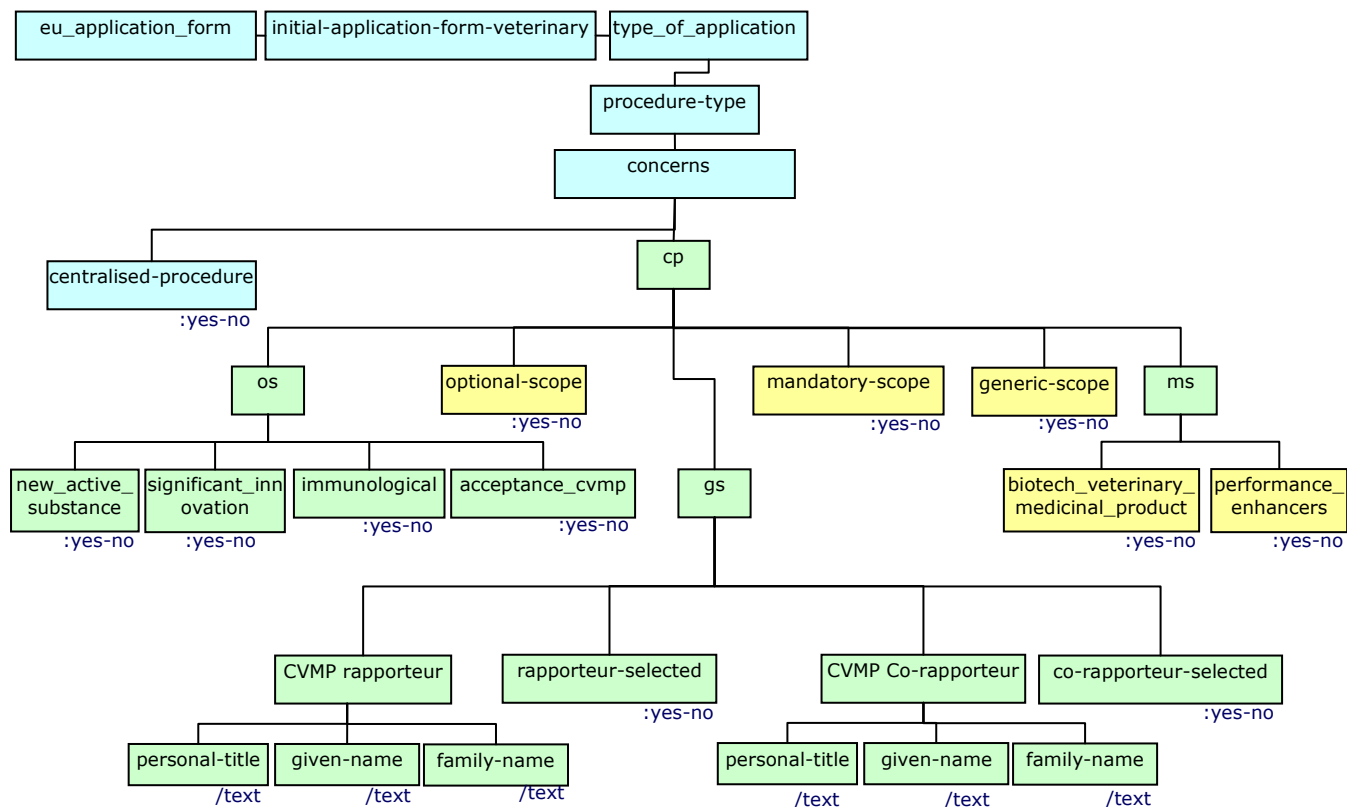 eu_application_form
initial-application-form-veterinary
type_of_application
procedure-type
concerns
cp
centralised-procedure
:yes-no
os
optional-scope
:yes-no
mandatory-scope
:yes-no
generic-scope
:yes-no
ms
new_active_
substance
:yes-no
significant_inn
ovation
:yes-no
immunological
:yes-no
acceptance_cvmp
:yes-no
gs
biotech_veterinary_
medicinal_product
:yes-no
performance_
enhancers
:yes-no
CVMP rapporteur
rapporteur-selected
:yes-no
CVMP Co-rapporteur
co-rapporteur-selected
:yes-no
personal-title
/text
given-name
/text
family-name
/text
personal-title
/text
given-name
/text
family-name
/text